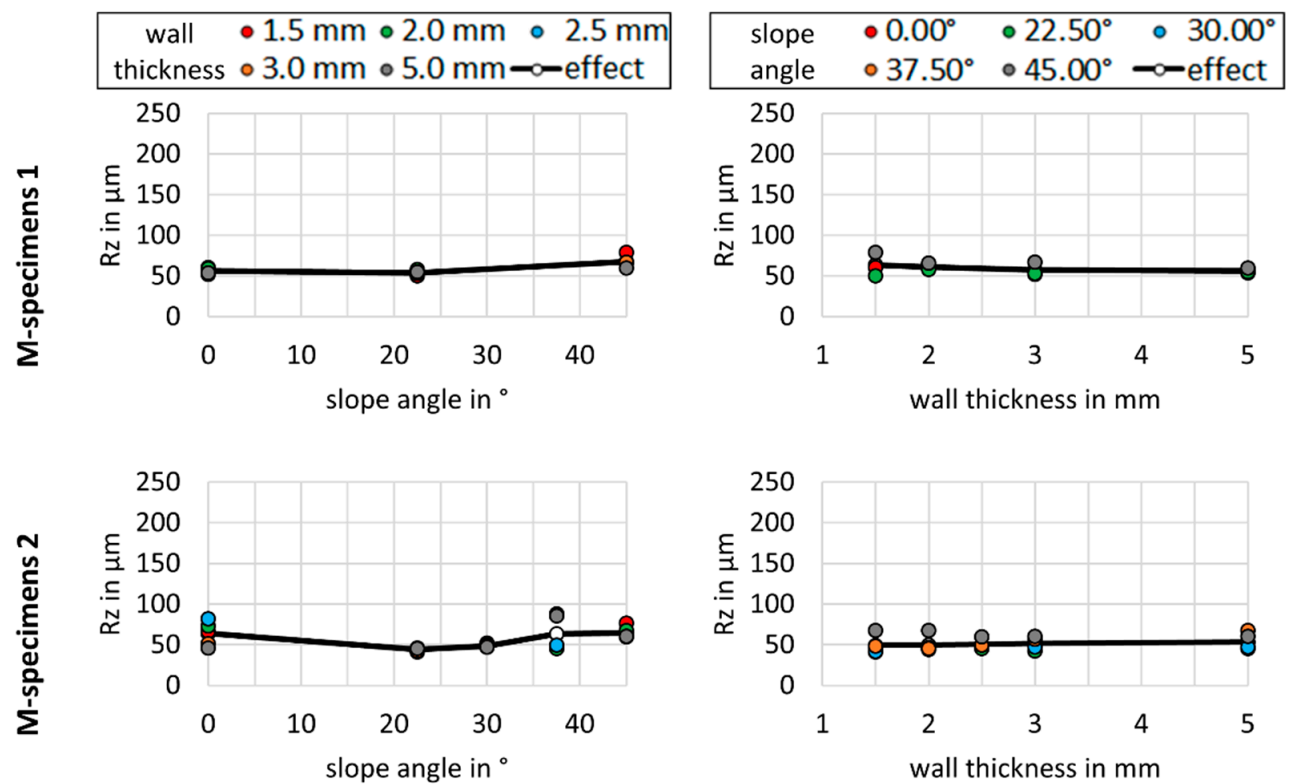 wall 1.5 mm 2.0 mm 2.5 mm
thickness 3.0 mm 5.0 mm effect
slope 0.00° 22.50° 30.00°
angle 37.50° 45.00° effect
M-specimens 1
Rz in µm
250
200
150
100
50
0
0 10 20 30 40
slope angle in °
Rz in µm
250
200
150
100
50
0
1 2 3 4 5
wall thickness in mm
M-specimens 2
Rz in µm
250
200
150
100
50
0
0 10 20 30 40
slope angle in °
Rz in µm
250
200
150
100
50
0
1 2 3 4 5
wall thickness in mm